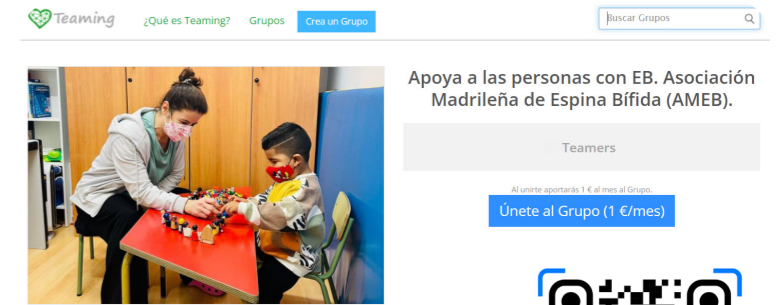 Teaming
¿Qué es Teaming? Grupos Crea un Grupo Buscar Grupos
Apoya a las personas con EB. Asociación
Madrileña de Espina Bífida (AMEB).
Teamers
Al unirte aportarás 1 € al mes al Grupo.
Únete al Grupo (1 €/mes)